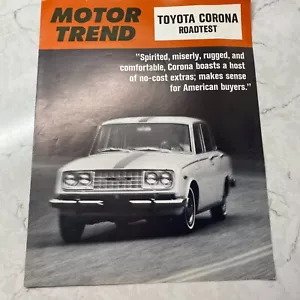 MOTOR
TREND
TOYOTA CORONA
ROADTEST
"Spirited, miserly, rugged, and
comfortable, Corona boasts a host
of no-cost extras; makes sense
for American buyers."